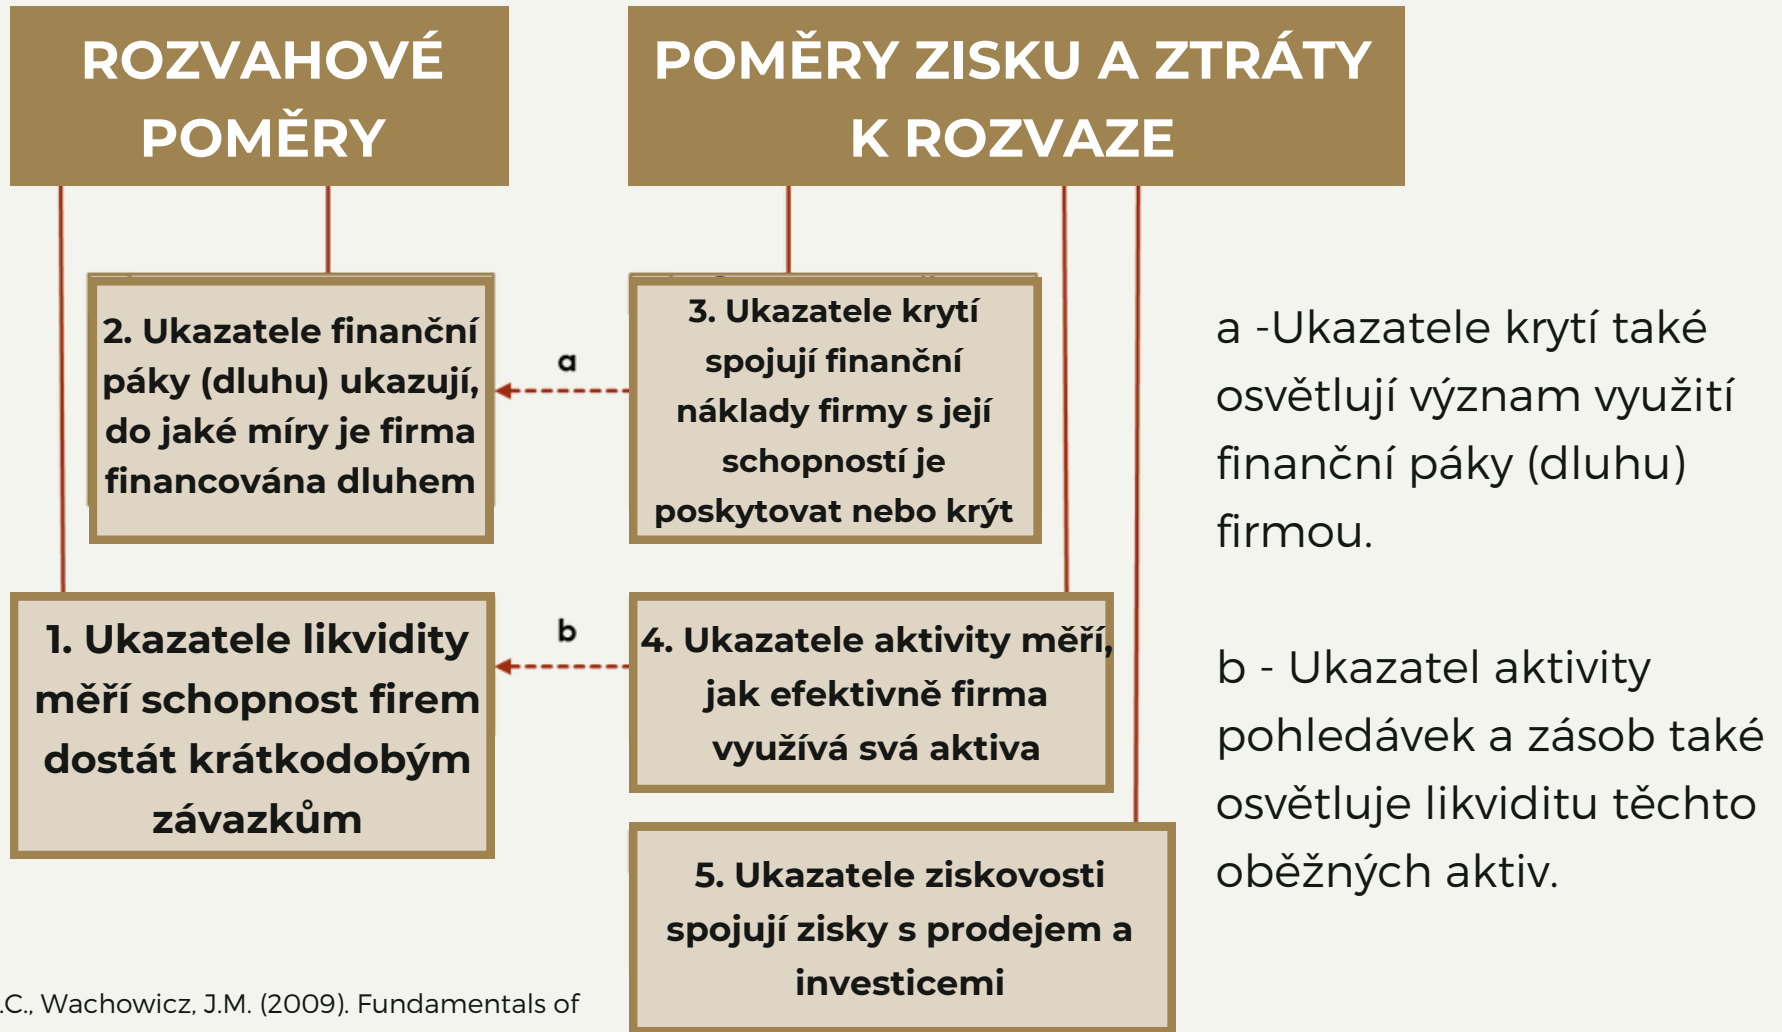 ROZVAHOVÉ
POMĚRY
POMĚRY ZISKU A ZTRÁTY
K ROZVAZE
2. Ukazatele finanční
páky (dluhu) ukazují,
do jaké míry je firma
financována dluhem
a
3. Ukazatele krytí
spojují finanční
náklady firmy s její
schopností je
poskytovat nebo krýt
1. Ukazatele likvidity
měří schopnost firem
dostát krátkodobým
závazkům
b
4. Ukazatele aktivity měří,
jak efektivně firma
využívá svá aktiva
5. Ukazatele ziskovosti
spojují zisky s prodejem a
investicemi
a -Ukazatele krytí také
osvětlují význam využití
finanční páky (dluhu)
firmou.
b - Ukazatel aktivity
pohledávek a zásob také
osvětluje likviditu těchto
oběžných aktiv.
.C., Wachowicz, J.M. (2009). Fundamentals of